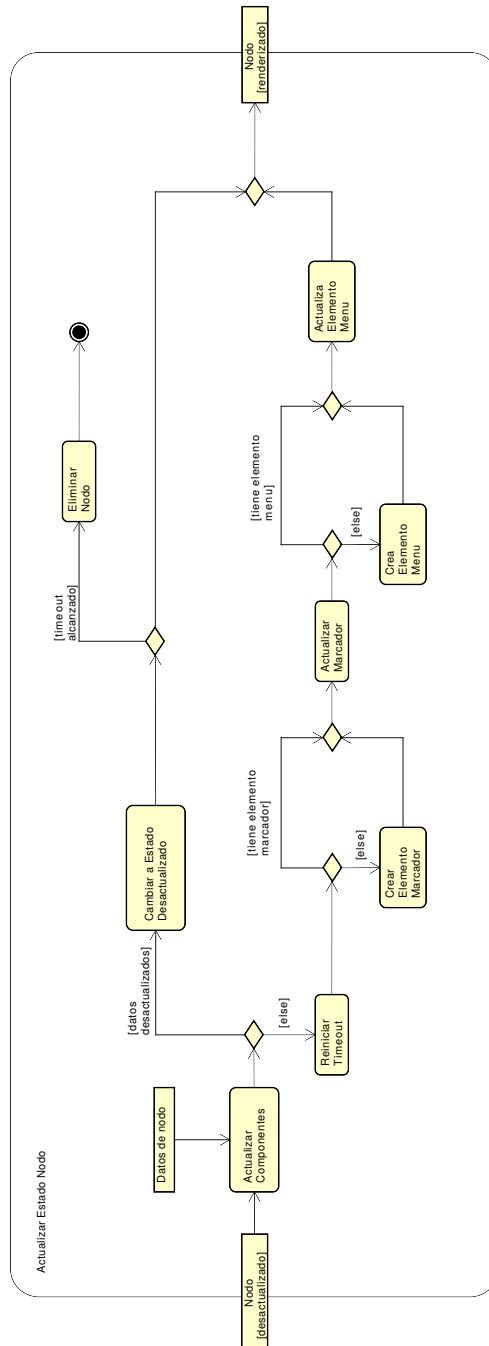 Actualizar Estado Nodo
Nodo
[desactualizado]
Datos de nodo
Actualizar
Componentes
[datos
desactualizados]
[else]
Cambiar a Estado
Desactualizado
Reiniciar
Timeout
[timeout
alcanzado]
Eliminar
Nodo
[tiene elemento
marcador]
[else]
Crear
Elemento
Marcador
Actualizar
Marcador
[tiene elemento
menu]
[else]
Crea
Elemento
Menu
Actualiza
Elemento
Menu
Nodo
[renderizado]